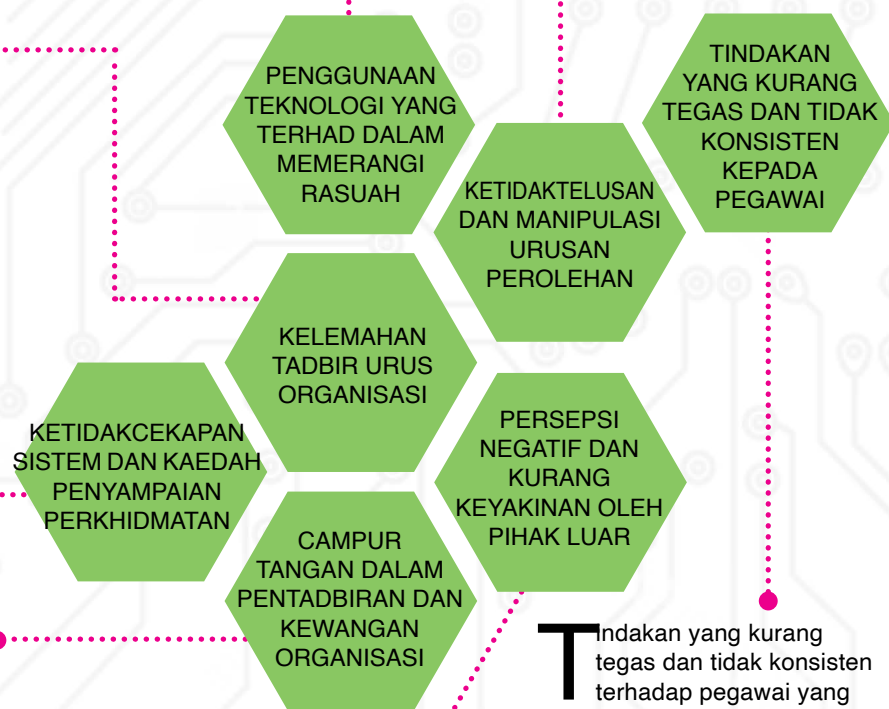 PENGGUNAAN
TEKNOLOGI YANG
TERHAD DALAM
MEMERANGI
RASUAH
TINDAKAN
YANG KURANG
TEGAS DAN TIDAK
KONSISTEN
KEPADA
PEGAWAI
KETIDAKTELUSAN
DAN MANIPULASI
URUSAN
PEROLEHAN
KELEMAHAN
TADBIR URUS
ORGANISASI
KETIDAKCEKAPAN
SISTEM DAN KAEDAH
PENYAMPAIAN
PERKHIDMATAN
PERSEPSI
NEGATIF DAN
KURANG
KEYAKINAN OLEH
PIHAK LUAR
CAMPUR
TANGAN DALAM
PENTADBIRAN DAN
KEWANGAN
ORGANISASI
Tindakan yang kurang
tegas dan tidak konsisten
terhadap pegawai yang